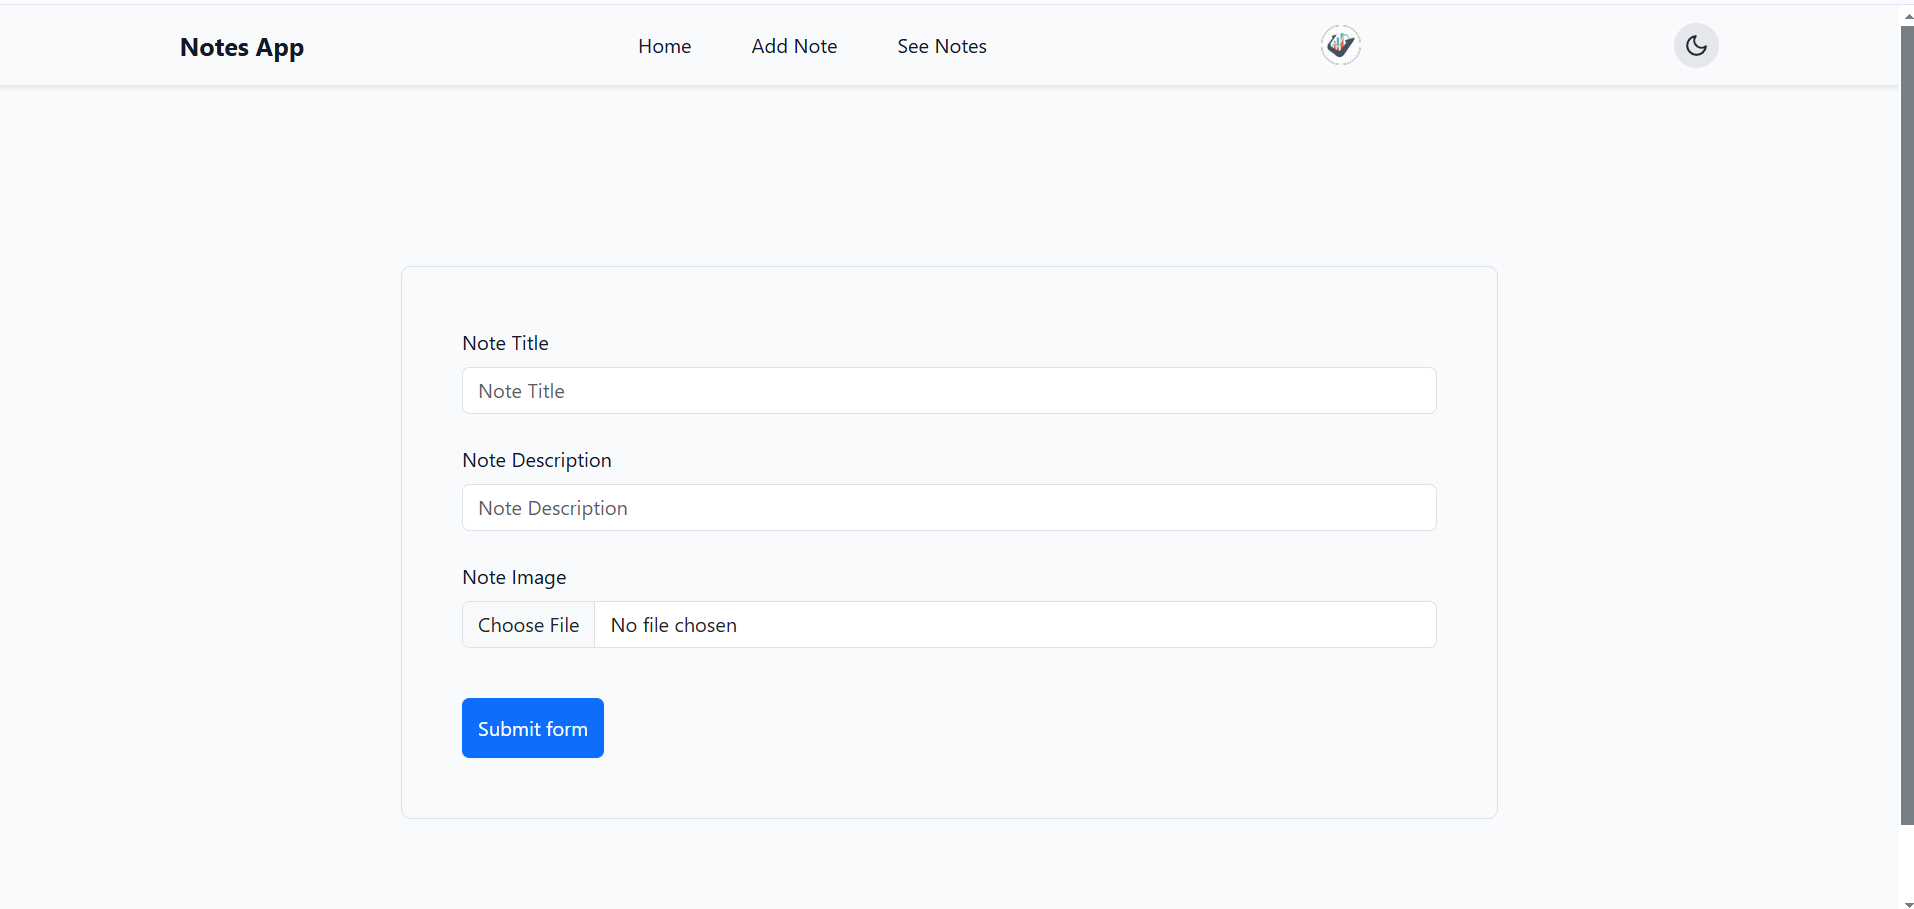 Notes App
Home
Add Note
See Notes
Note Title
Note Title
Note Description
Note Description
Note Image
Choose File
No file chosen
Submit form